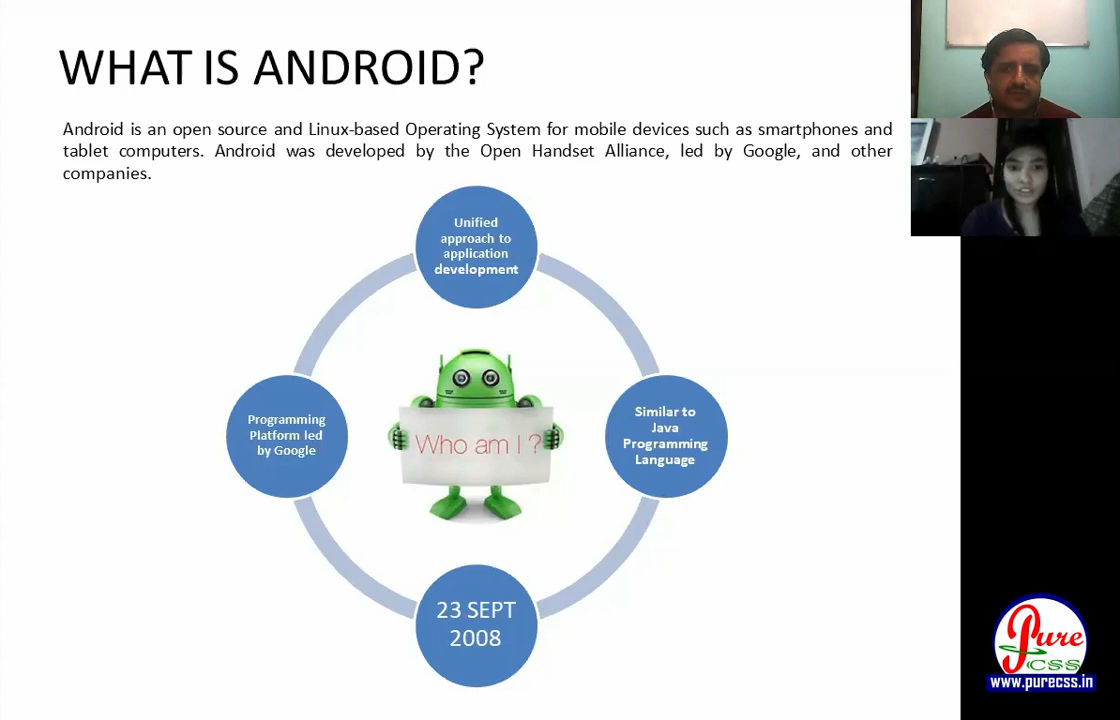 WHAT IS ANDROID?
Android is an open source and Linux-based Operating System for mobile devices such as smartphones and
tablet computers. Android was developed by the Open Handset Alliance, led by Google, and other
companies.
Unified
approach to
application
development
Programming
Platform led
by Google
Who am I ?
Similar to
Java
Programming
Language
23 SEPT
2008
Pure
CSS
www.purecss.in